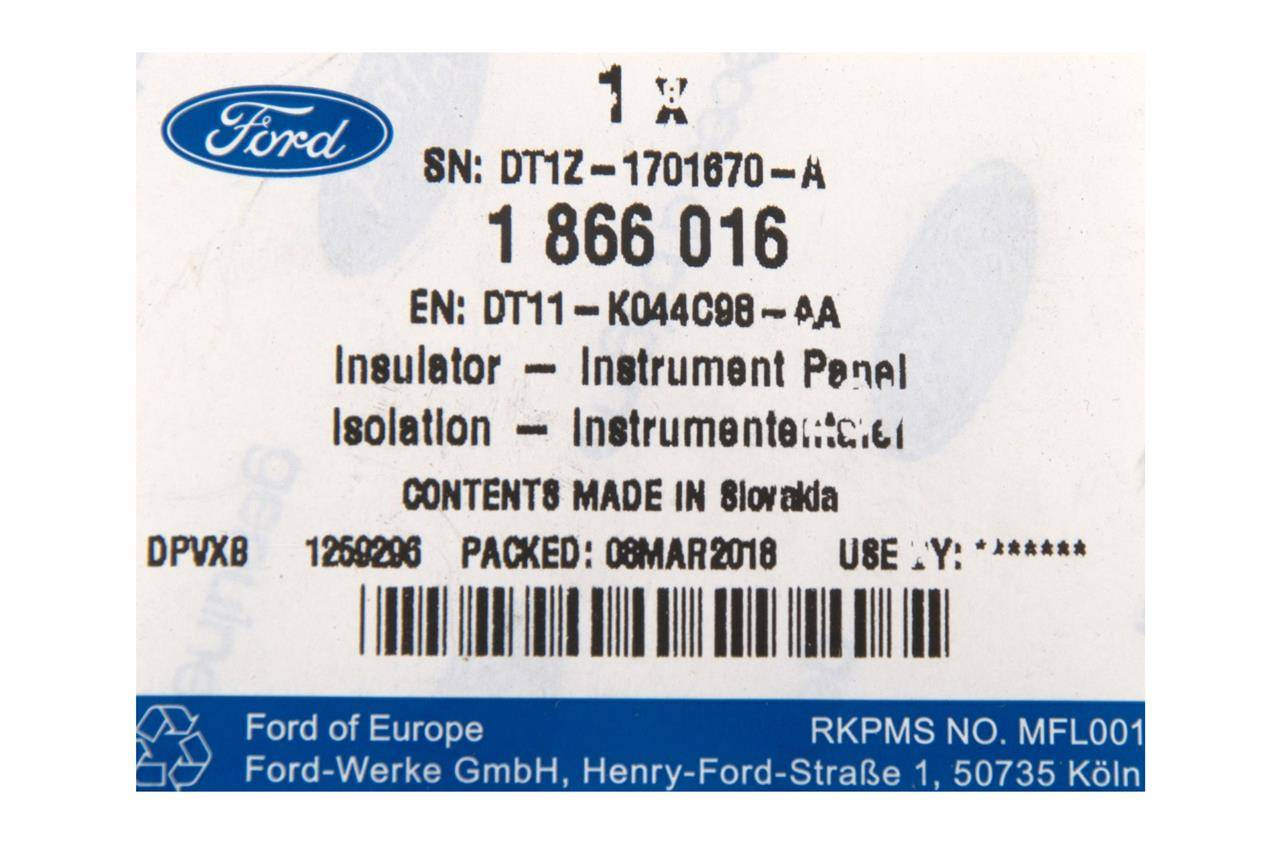 Ford
1 x
SN: DT1Z-1701670-A
1 866 016
EN: DT11-K044C98-AA
Insulator - Instrument Panel
Isolation - Instrumententafel
CONTENTS MADE IN Slovakia
DPVXB 1259296 PACKED: 08MAR2018 USE BY: *******
Ford of Europe RKPMS NO. MFL001
Ford-Werke GmbH, Henry-Ford-Straße 1, 50735 Köln